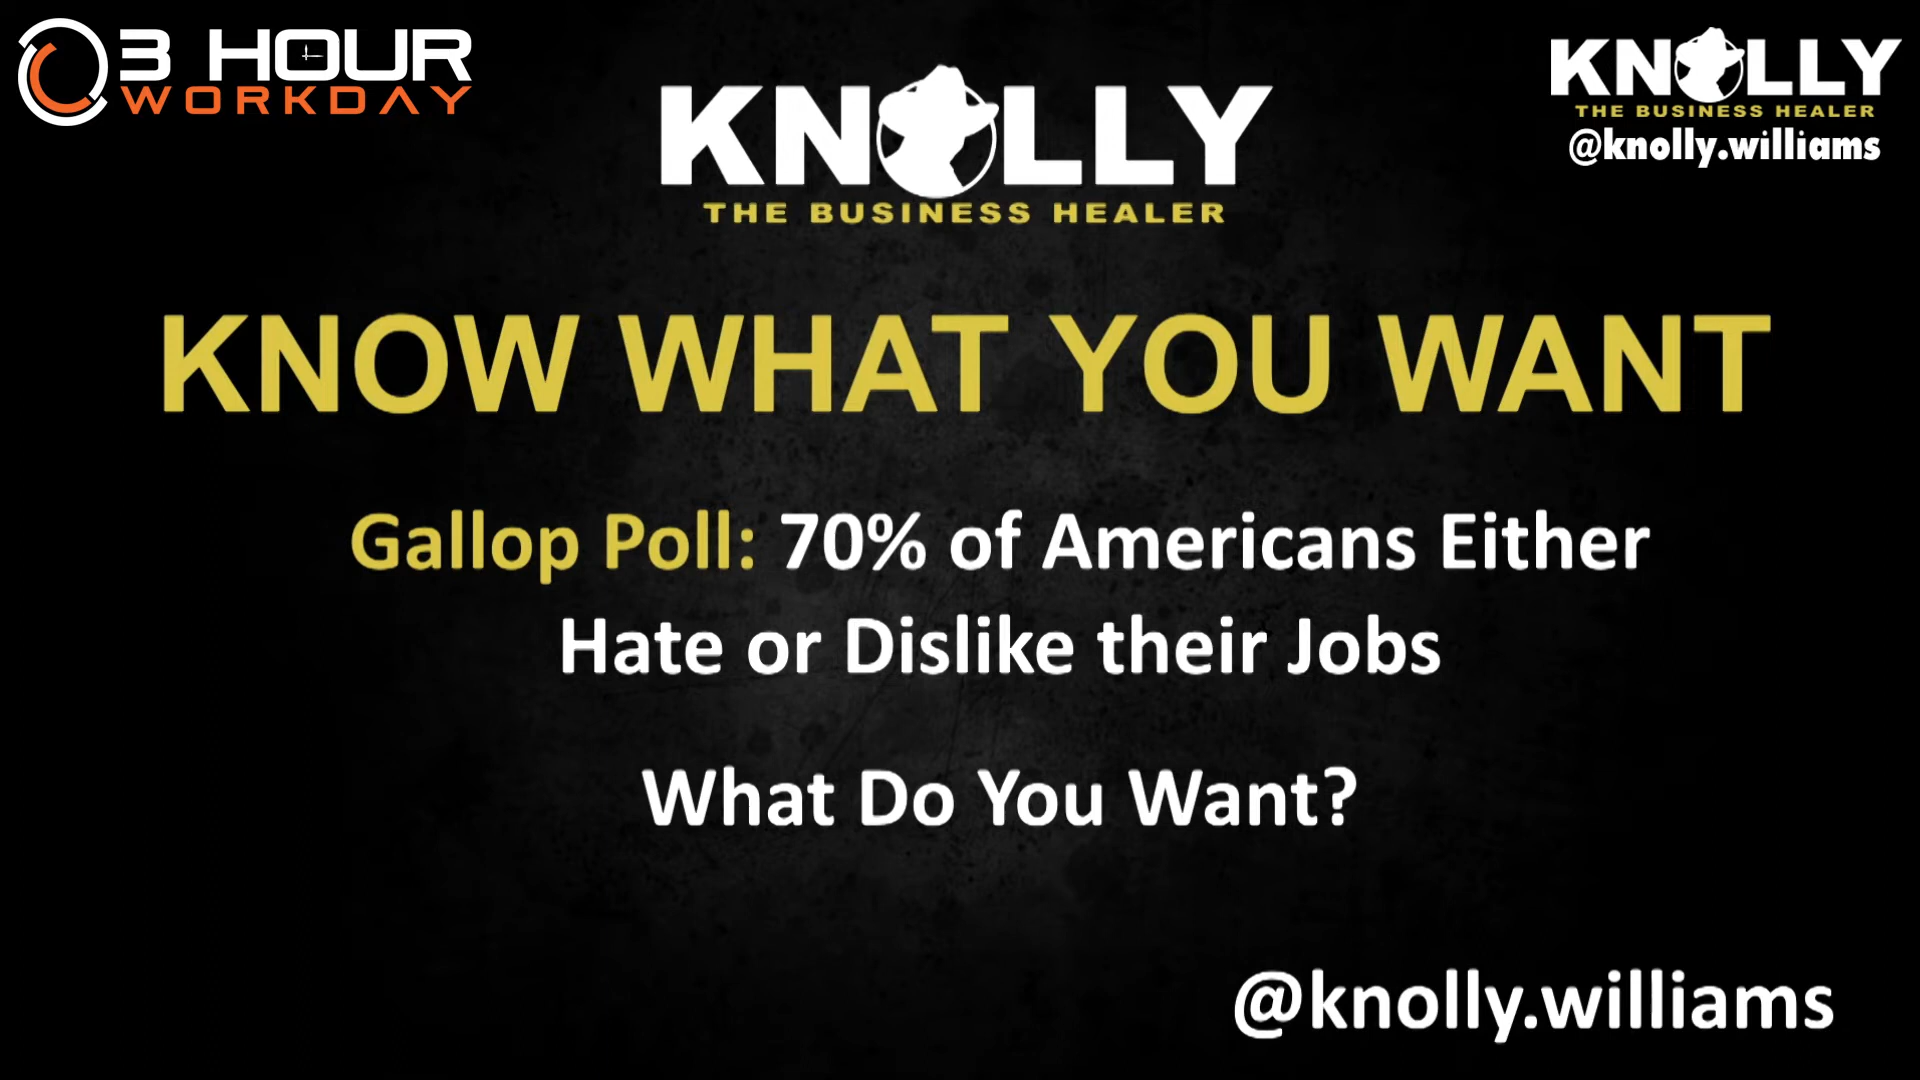 3 HOUR
WORKDAY
KNOLLY
THE BUSINESS HEALER
KNOLLY
THE BUSINESS HEALER
@knolly.williams
KNOW WHAT YOU WANT
Gallop Poll: 70% of Americans Either
Hate or Dislike their Jobs
What Do You Want?
@knolly.williams